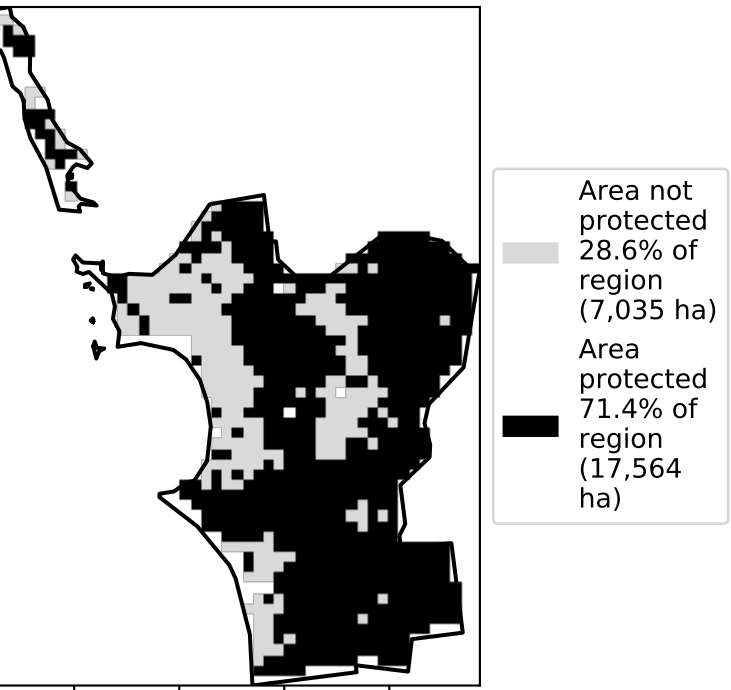 Area not
protected
28.6% of
region
(7,035 ha)
Area
protected
71.4% of
region
(17,564
ha)